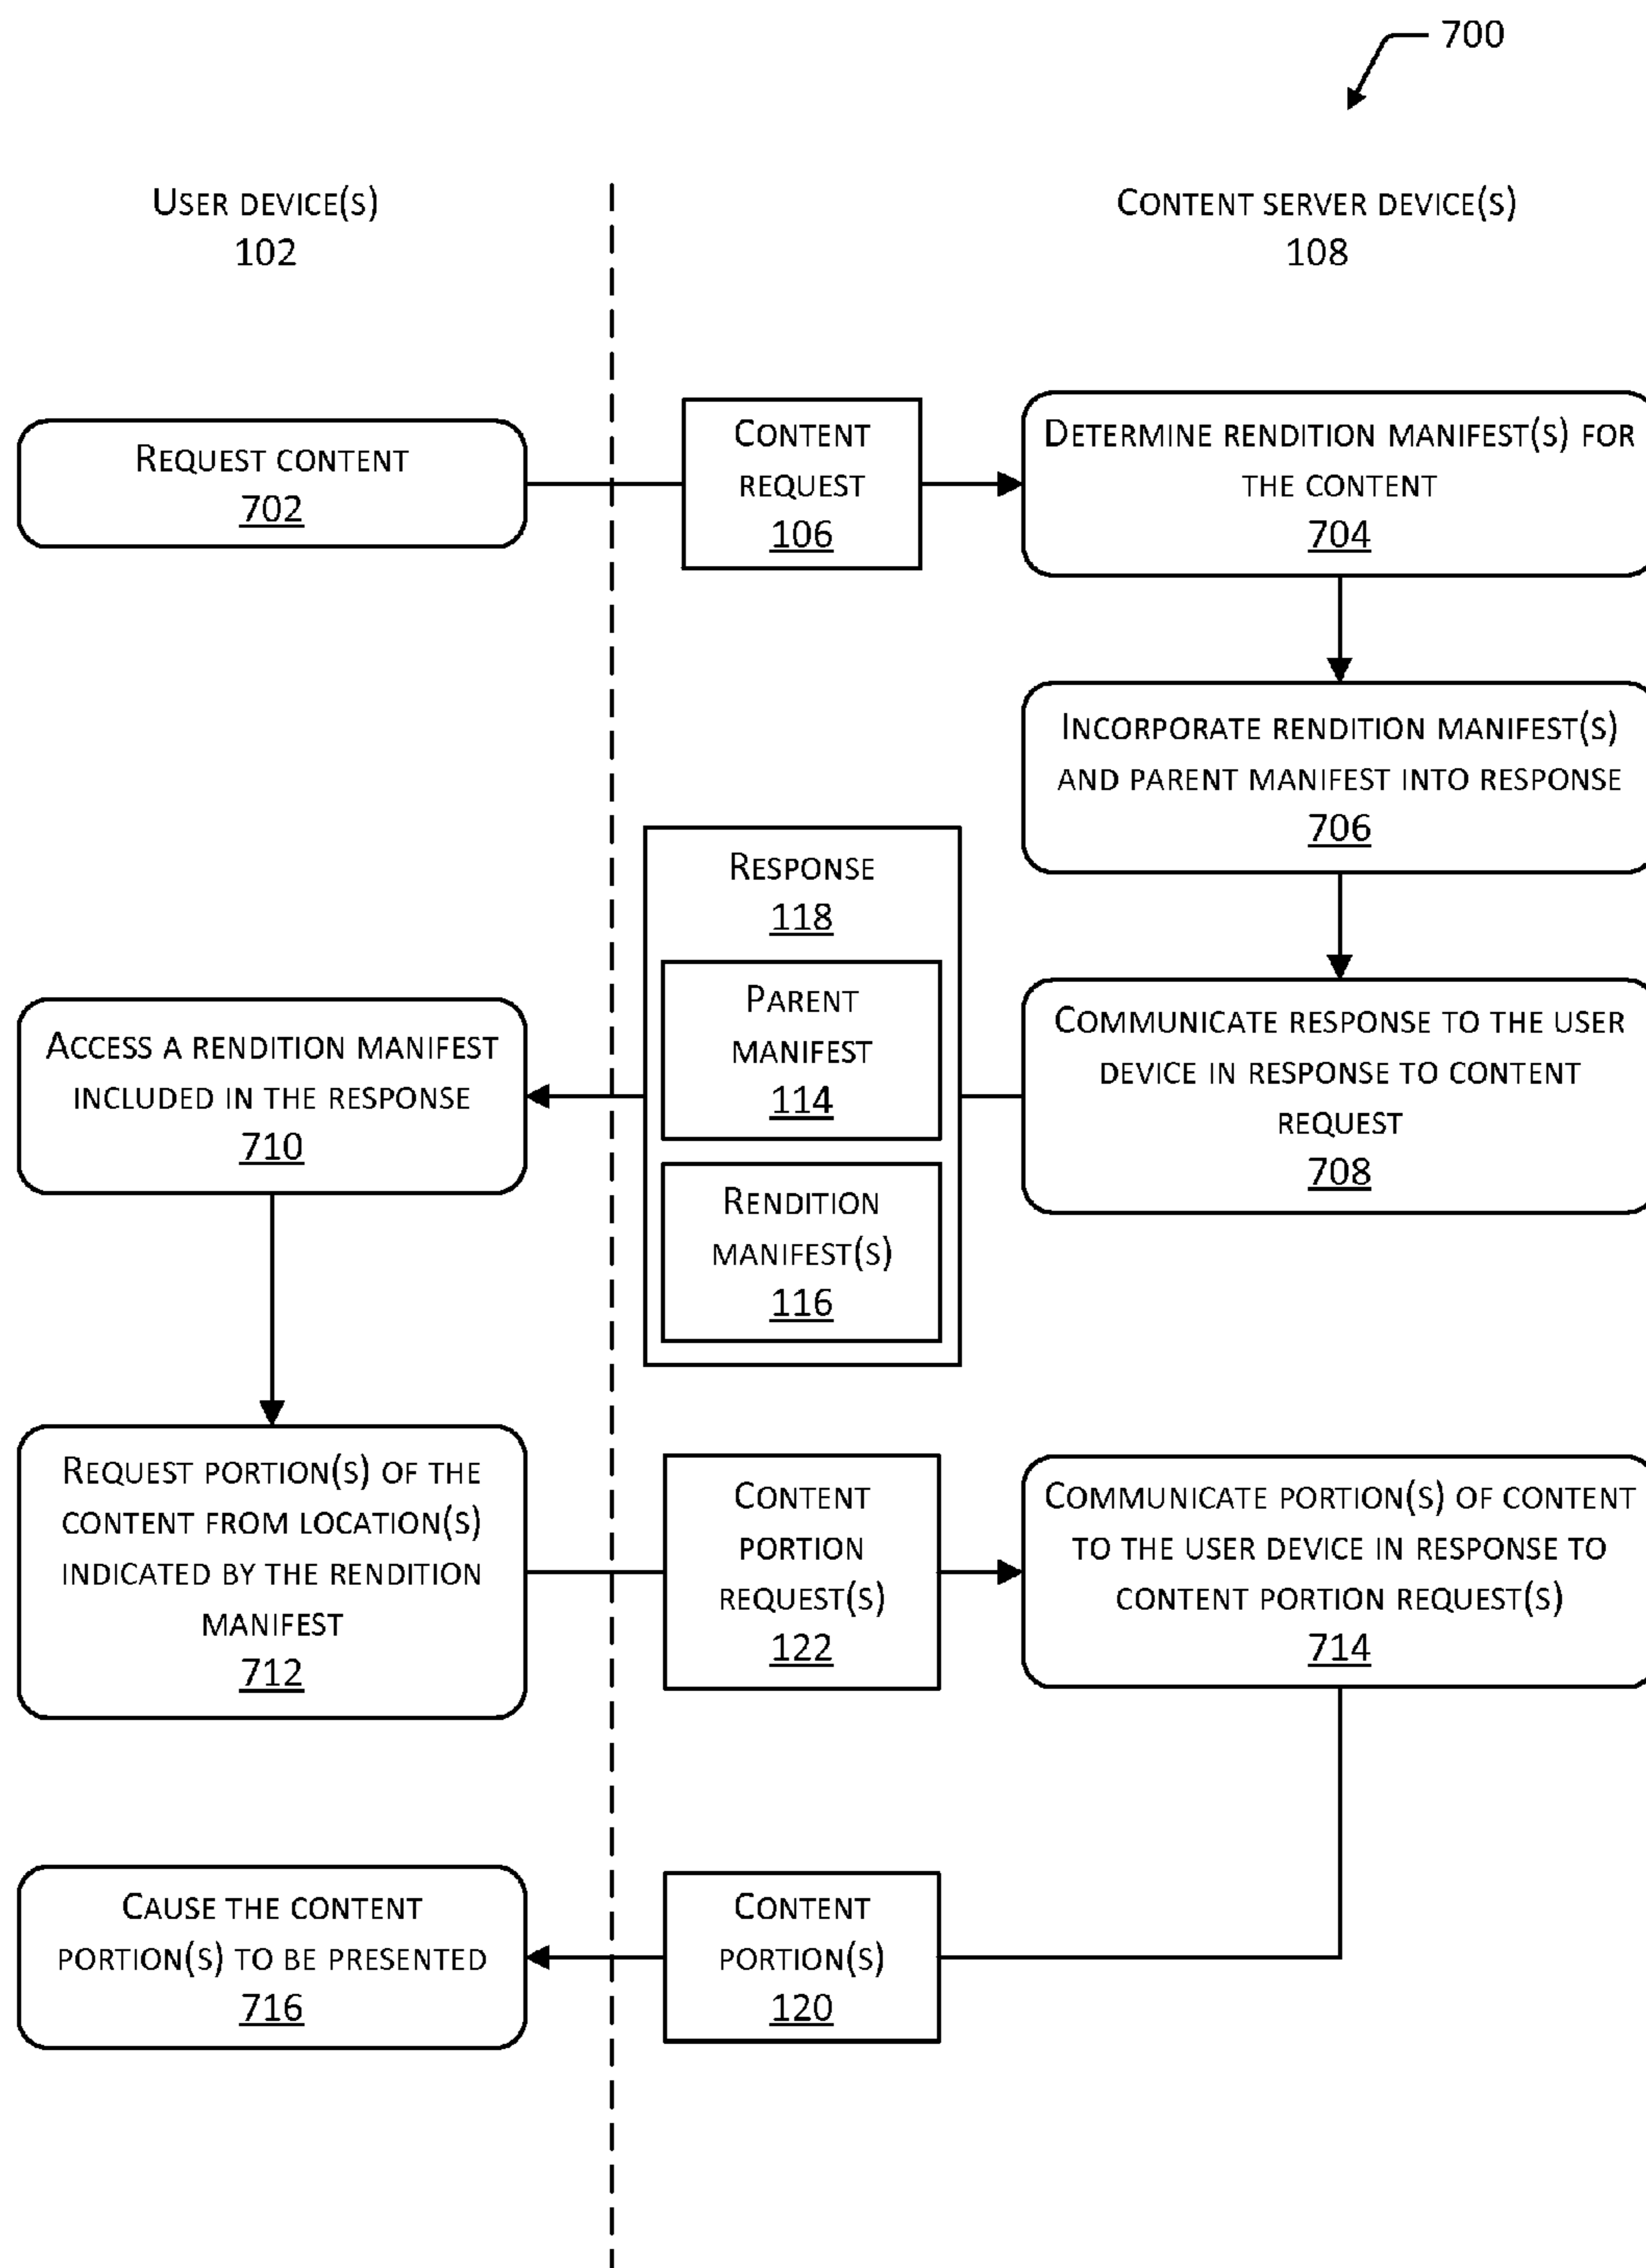 700
USER DEVICE(S)
102
CONTENT SERVER DEVICE(S)
108
REQUEST CONTENT
702
CONTENT
REQUEST
106
DETERMINE RENDITION MANIFEST(S) FOR
THE CONTENT
704
INCORPORATE RENDITION MANIFEST(S)
AND PARENT MANIFEST INTO RESPONSE
706
RESPONSE
118
PARENT
MANIFEST
114
RENDITION
MANIFEST(S)
116
COMMUNICATE RESPONSE TO THE USER
DEVICE IN RESPONSE TO CONTENT
REQUEST
708
ACCESS A RENDITION MANIFEST
INCLUDED IN THE RESPONSE
710
REQUEST PORTION(S) OF THE
CONTENT FROM LOCATION(S)
INDICATED BY THE RENDITION
MANIFEST
712
CONTENT
PORTION
REQUEST(S)
122
COMMUNICATE PORTION(S) OF CONTENT
TO THE USER DEVICE IN RESPONSE TO
CONTENT PORTION REQUEST(S)
714
CAUSE THE CONTENT
PORTION(S) TO BE PRESENTED
716
CONTENT
PORTION(S)
120